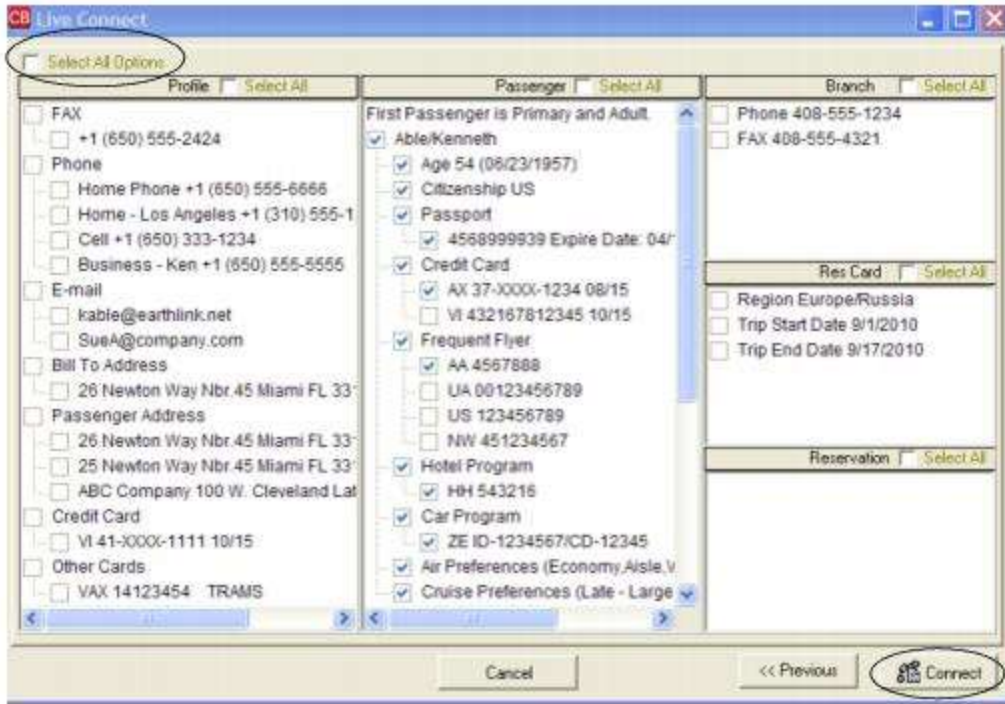 CB Live Connect
Select All Options
Profile Select All
FAX
+1 (650) 555-2424
Phone
Home Phone +1 (650) 555-6666
Home - Los Angeles +1 (310) 555-1
Cell +1 (650) 333-1234
Business - Ken +1 (650) 555-5555
E-mail
kable@earthlink.net
SueA@company.com
Bill To Address
26 Newton Way Nbr.45 Miami FL 33
Passenger Address
26 Newton Way Nbr.45 Miami FL 33
25 Newton Way Nbr.45 Miami FL 33
ABC Company 100 W. Cleveland Lat
Credit Card
VI 41-XXXX-1111 10/15
Other Cards
VAX 14123454 TRAMS
Passenger Select All
First Passenger is Primary and Adult.
Able/Kenneth
Age 54 (06/23/1957)
Citizenship US
Passport
4568999939 Expire Date: 04/
Credit Card
AX 37-XXXX-1234 08/15
VI 432167812345 10/15
Frequent Flyer
AA 4567888
UA 00123456789
US 123456789
NW 451234567
Hotel Program
HH 543216
Car Program
ZE ID-1234567/CD-12345
Air Preferences (Economy,Aisle,V
Cruise Preferences (Late - Large
Branch Select All
Phone 408-555-1234
FAX 408-555-4321
Res Card Select All
Region Europe/Russia
Trip Start Date 9/1/2010
Trip End Date 9/17/2010
Reservation Select All
Cancel
<< Previous
Connect